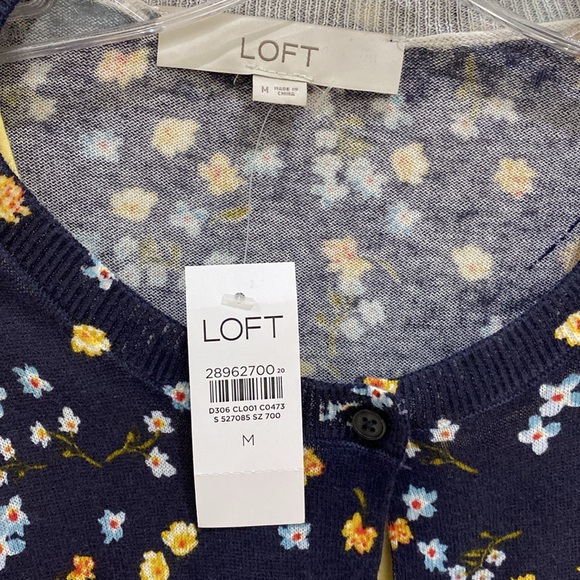 LOFT
M MADE IN
CHINA
LOFT
28962700 20
D306 CL001 C0473
S 527085 SZ 700
M